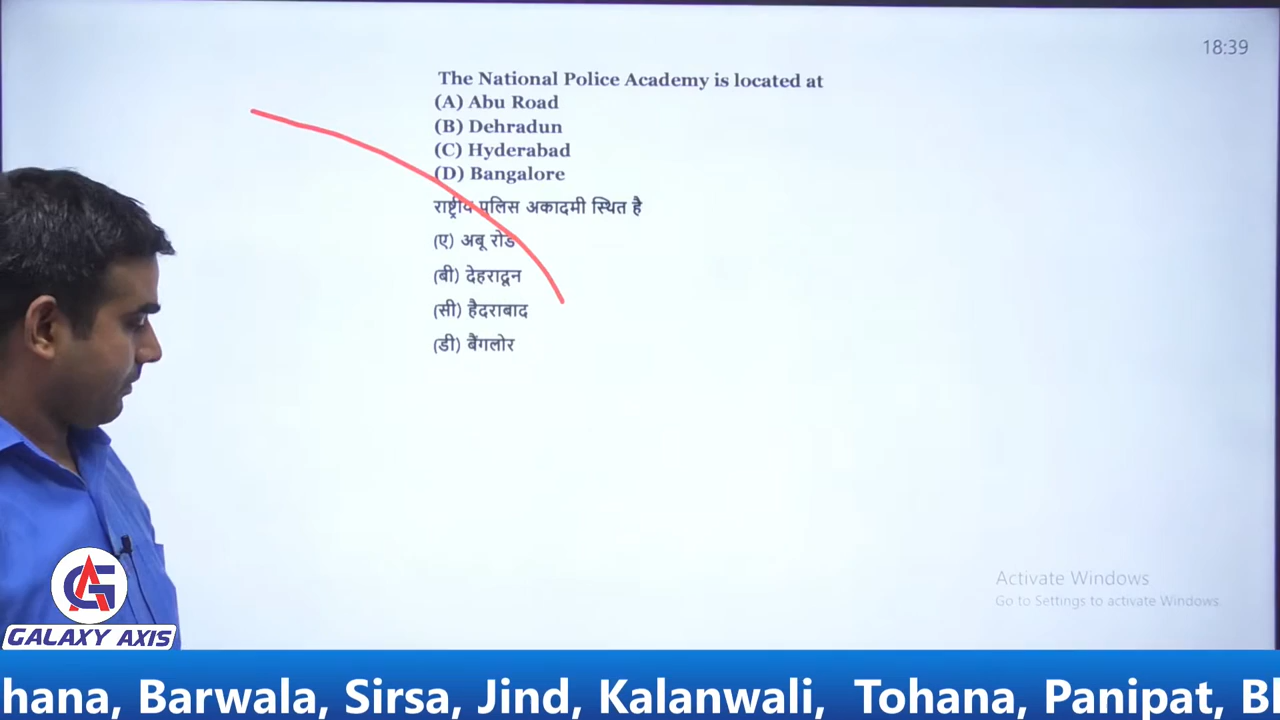 18:39
The National Police Academy is located at
(A) Abu Road
(B) Dehradun
(C) Hyderabad
(D) Bangalore
राष्ट्रीय पुलिस अकादमी स्थित है
(ए) अबू रोड
(बी) देहरादून
(सी) हैदराबाद
(डी) बैंगलोर
Activate Windows
Go to Settings to activate Windows.
GALAXY AXIS
hana, Barwala, Sirsa, Jind, Kalanwali, Tohana, Panipat, Bl